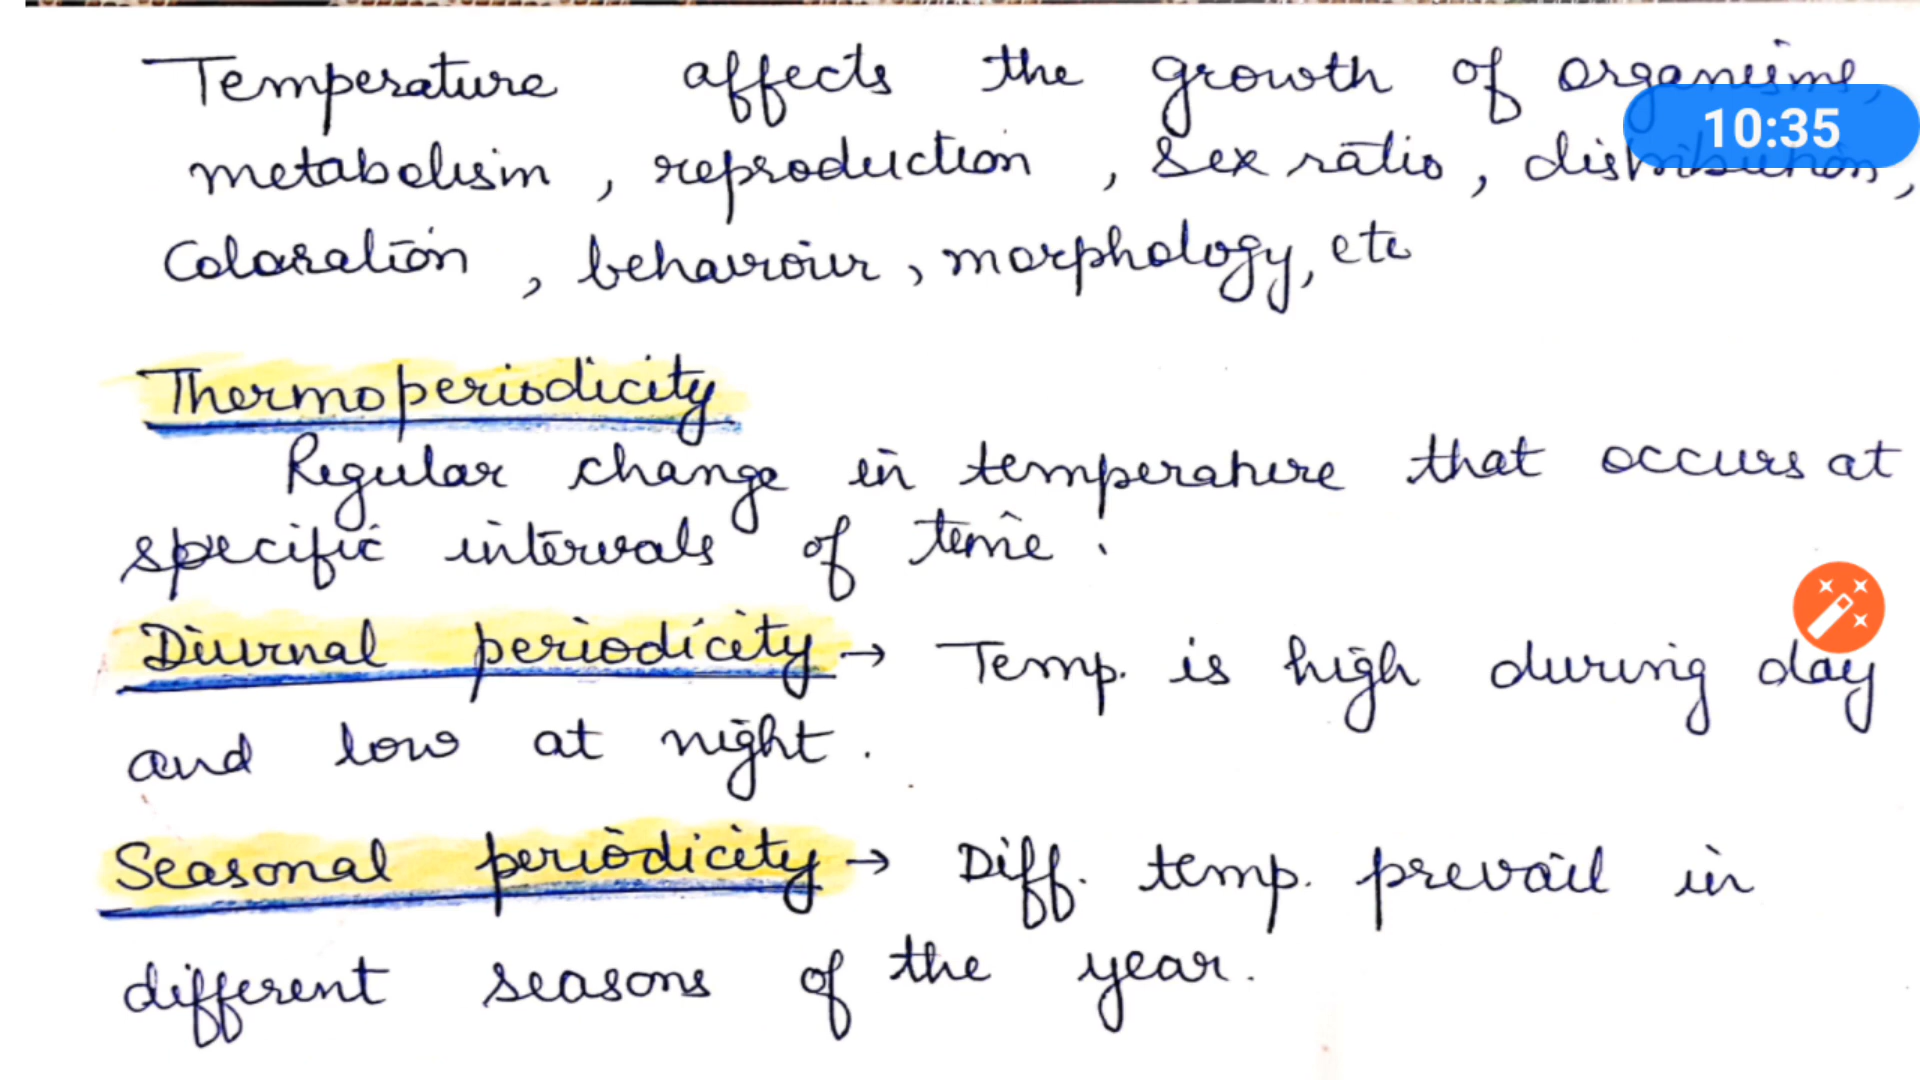 Temperature affects the growth of organisms,
10:35
metabolism, reproduction, sex ratio, distribution,
Coloration, behaviour, morphology, etc
Thermoperiodicity
Regular change in temperature that occurs at
specific intervals of time.
Diurnal periodicity → Temp. is high during day
and low at night.
Seasonal periodicity → Diff. temp. prevail in
different seasons of the year.